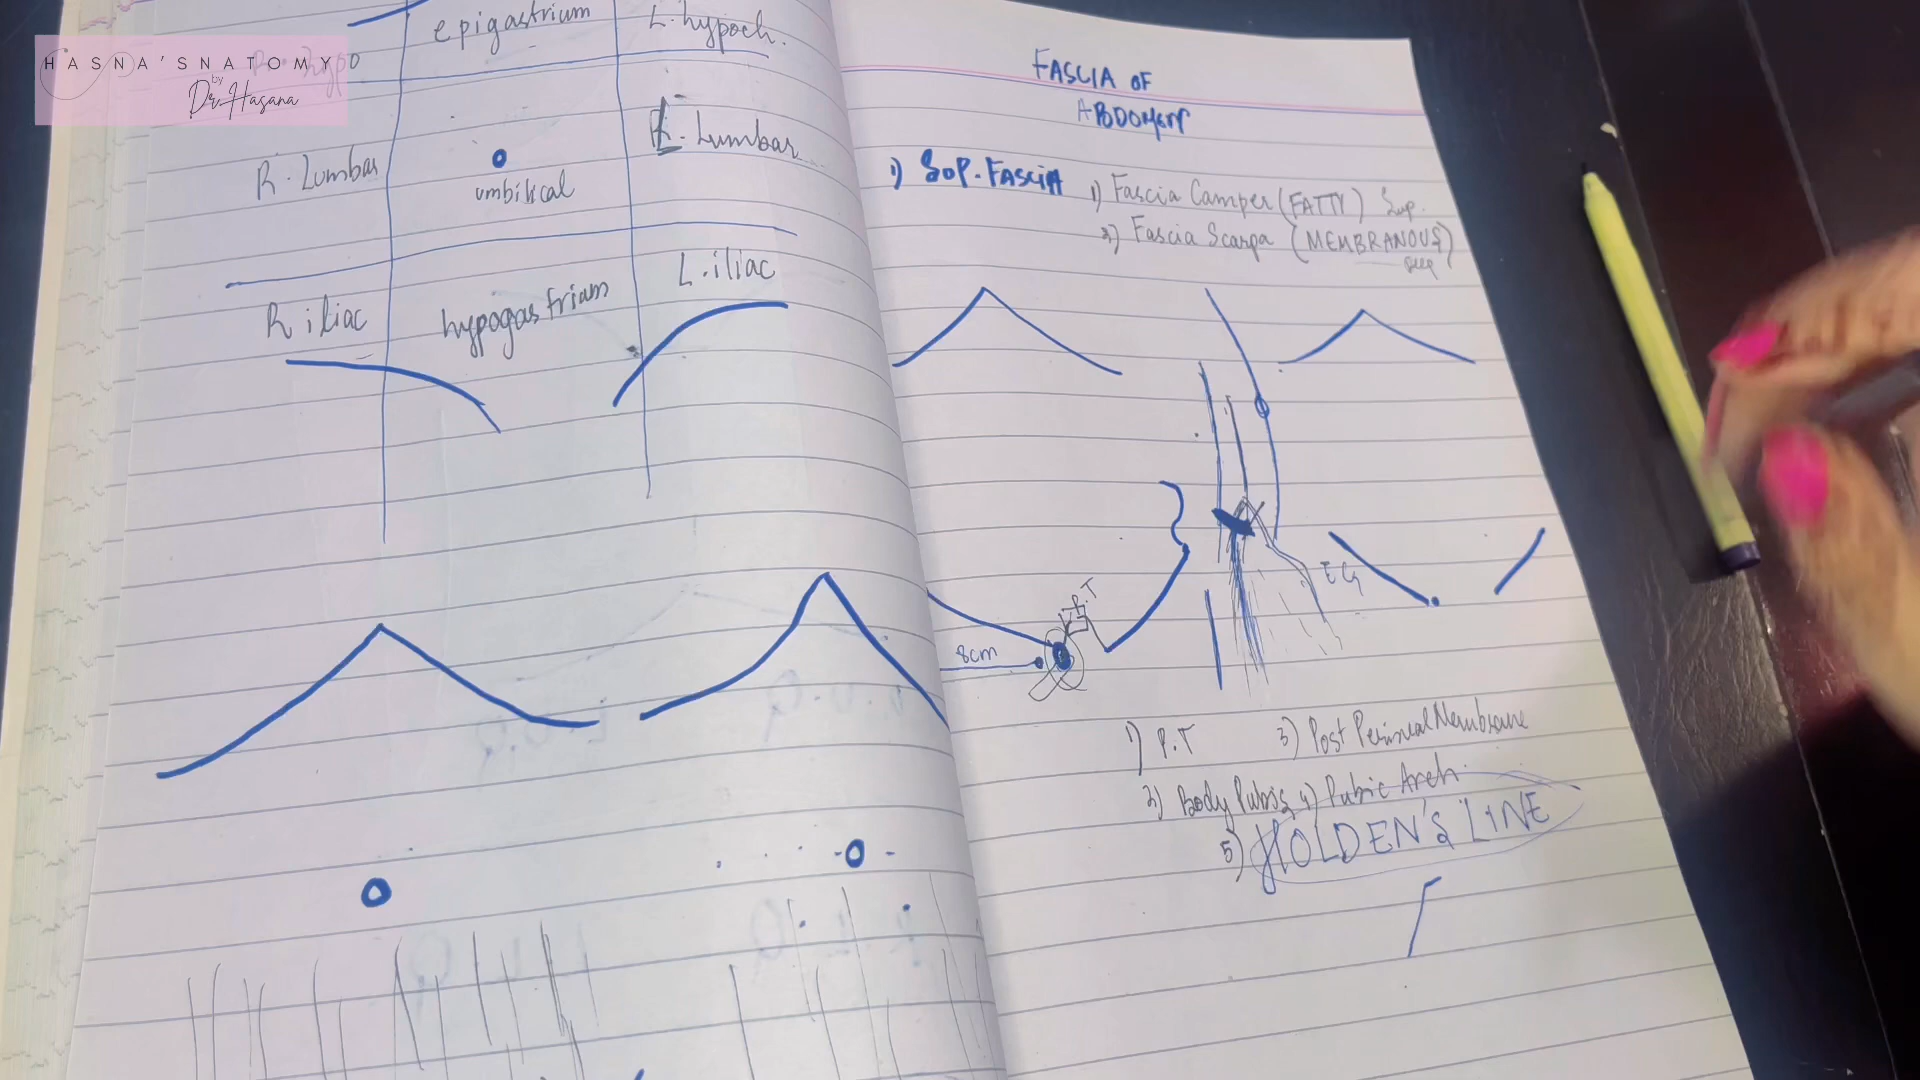 HASNA'SNATOMY
by
Dr. Hasana
epigastrium
L. hypoch.
R. hypo
R. Lumbar
umbilical
L. Lumbar
R iliac
hypogastrium
L. iliac
FASCIA OF
ABDOMEN
1) SUP. FASCIA
1) Fascia Camper (FATTY) Sup.
2) Fascia Scarpa (MEMBRANOUS)
deep
P.T
8cm
1) P.T
3) Post Perineal Membrane
2) Body Pubis
4) Pubic Arch
5) HOLDEN'S LINE